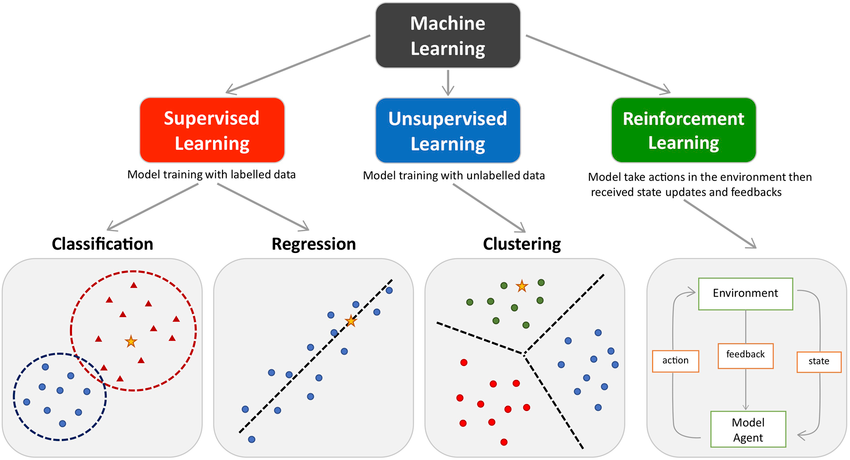 Machine
Learning
Supervised
Learning
Unsupervised
Learning
Reinforcement
Learning
Model training with labelled data
Model training with unlabelled data
Model take actions in the environment then
received state updates and feedbacks
Classification
Regression
Clustering
Environment
action
feedback
state
Model
Agent